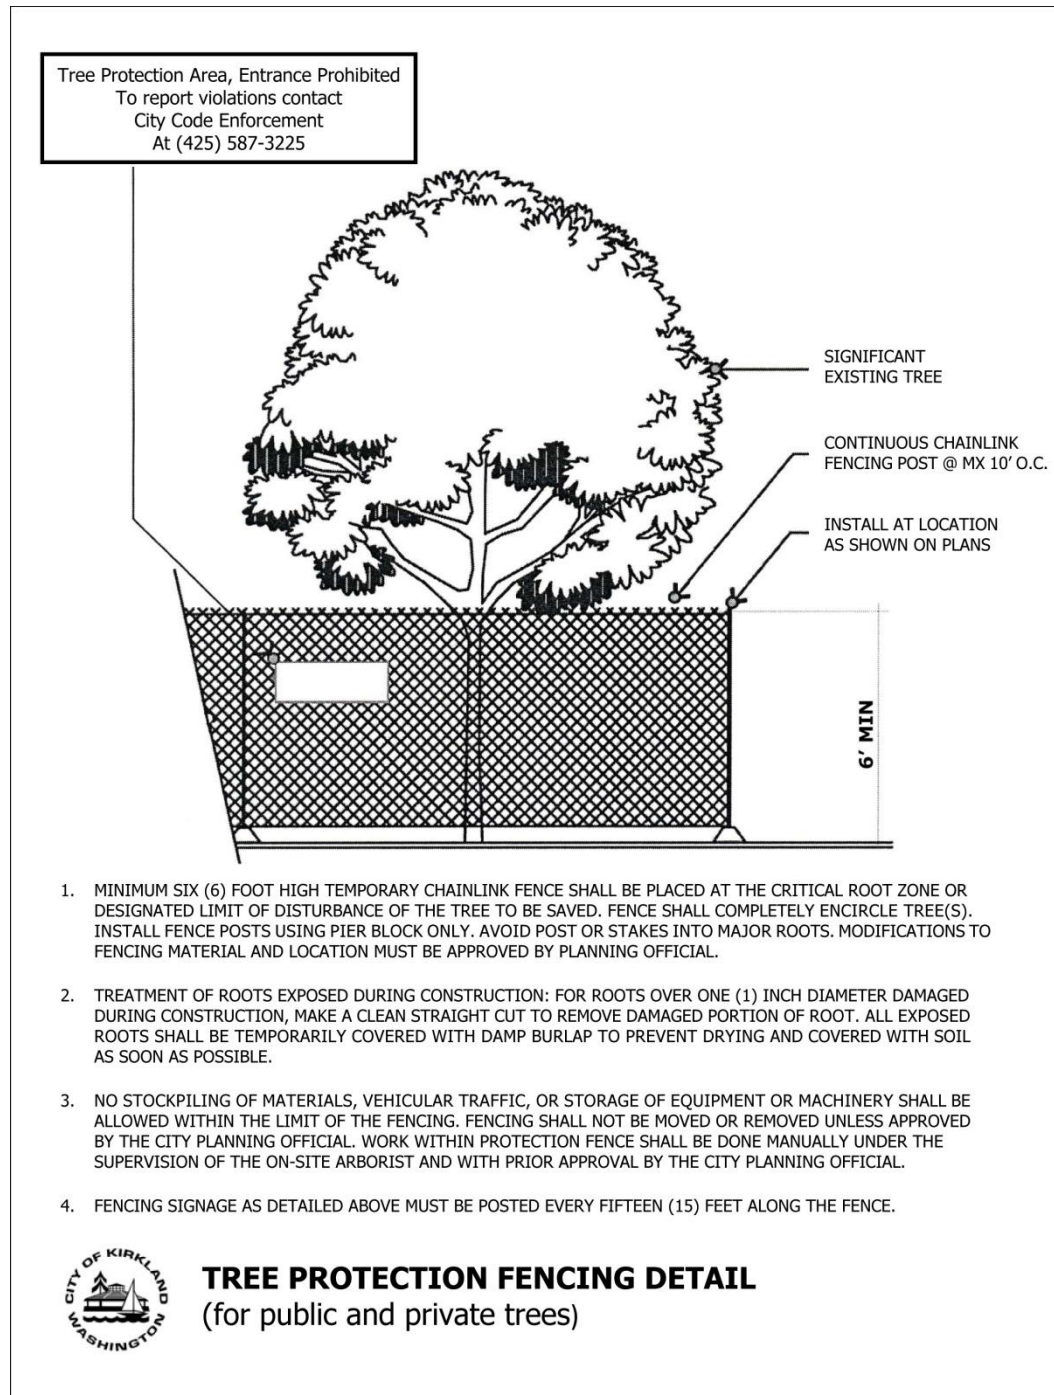 Tree Protection Area, Entrance Prohibited
To report violations contact
City Code Enforcement
At (425) 587-3225
SIGNIFICANT
EXISTING TREE
CONTINUOUS CHAINLINK
FENCING POST @ MX 10’ O.C.
INSTALL AT LOCATION
AS SHOWN ON PLANS
6’ MIN
1. MINIMUM SIX (6) FOOT HIGH TEMPORARY CHAINLINK FENCE SHALL BE PLACED AT THE CRITICAL ROOT ZONE OR
DESIGNATED LIMIT OF DISTURBANCE OF THE TREE TO BE SAVED. FENCE SHALL COMPLETELY ENCIRCLE TREE(S).
INSTALL FENCE POSTS USING PIER BLOCK ONLY. AVOID POST OR STAKES INTO MAJOR ROOTS. MODIFICATIONS TO
FENCING MATERIAL AND LOCATION MUST BE APPROVED BY PLANNING OFFICIAL.
2. TREATMENT OF ROOTS EXPOSED DURING CONSTRUCTION: FOR ROOTS OVER ONE (1) INCH DIAMETER DAMAGED
DURING CONSTRUCTION, MAKE A CLEAN STRAIGHT CUT TO REMOVE DAMAGED PORTION OF ROOT. ALL EXPOSED
ROOTS SHALL BE TEMPORARILY COVERED WITH DAMP BURLAP TO PREVENT DRYING AND COVERED WITH SOIL
AS SOON AS POSSIBLE.
3. NO STOCKPILING OF MATERIALS, VEHICULAR TRAFFIC, OR STORAGE OF EQUIPMENT OR MACHINERY SHALL BE
ALLOWED WITHIN THE LIMIT OF THE FENCING. FENCING SHALL NOT BE MOVED OR REMOVED UNLESS APPROVED
BY THE CITY PLANNING OFFICIAL. WORK WITHIN PROTECTION FENCE SHALL BE DONE MANUALLY UNDER THE
SUPERVISION OF THE ON-SITE ARBORIST AND WITH PRIOR APPROVAL BY THE CITY PLANNING OFFICIAL.
4. FENCING SIGNAGE AS DETAILED ABOVE MUST BE POSTED EVERY FIFTEEN (15) FEET ALONG THE FENCE.
CITY OF KIRKLAND
WASHINGTON
TREE PROTECTION FENCING DETAIL
(for public and private trees)